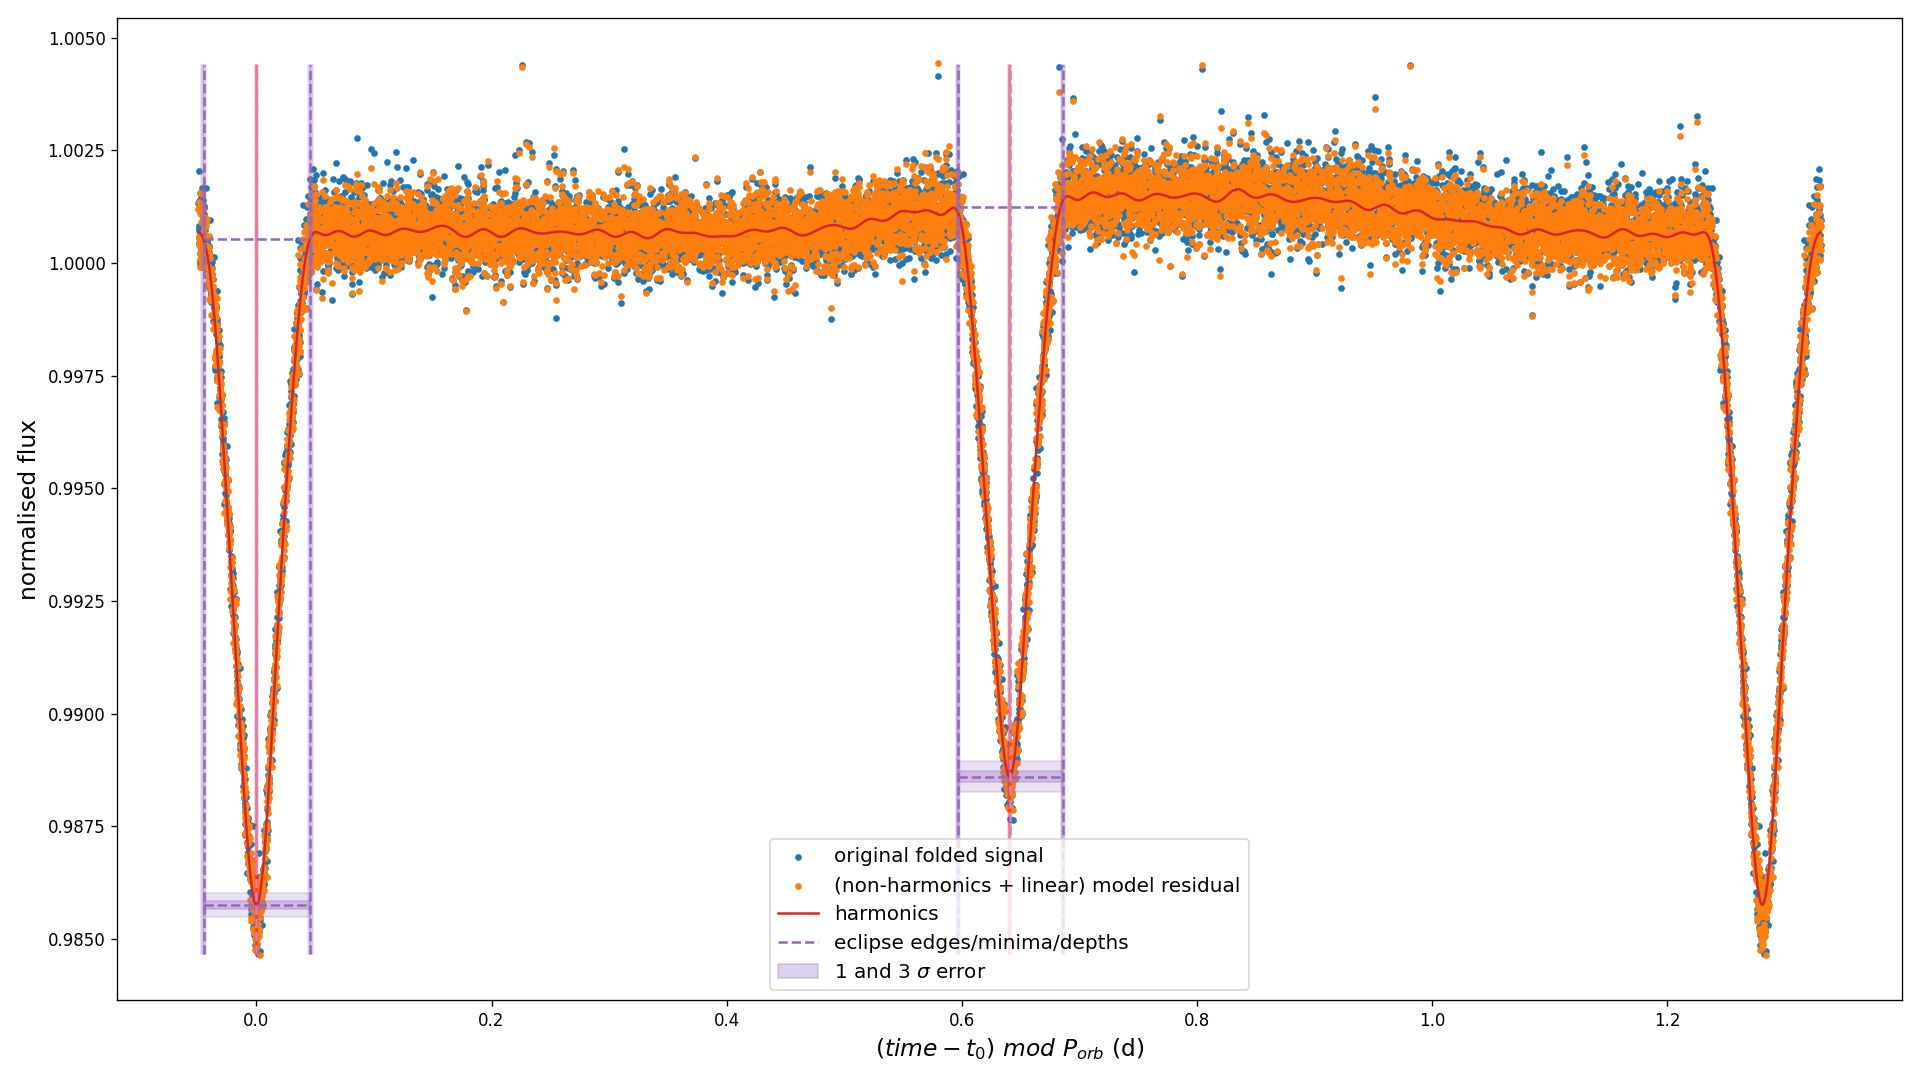 1.0050
1.0025
1.0000
0.9975
0.9950
0.9925
0.9900
0.9875
0.9850
normalised flux
original folded signal
(non-harmonics + linear) model residual
harmonics
eclipse edges/minima/depths
1 and 3 σ error
0.0 0.2 0.4 0.6 0.8 1.0 1.2
(time − t₀) mod Pₒᵣb (d)